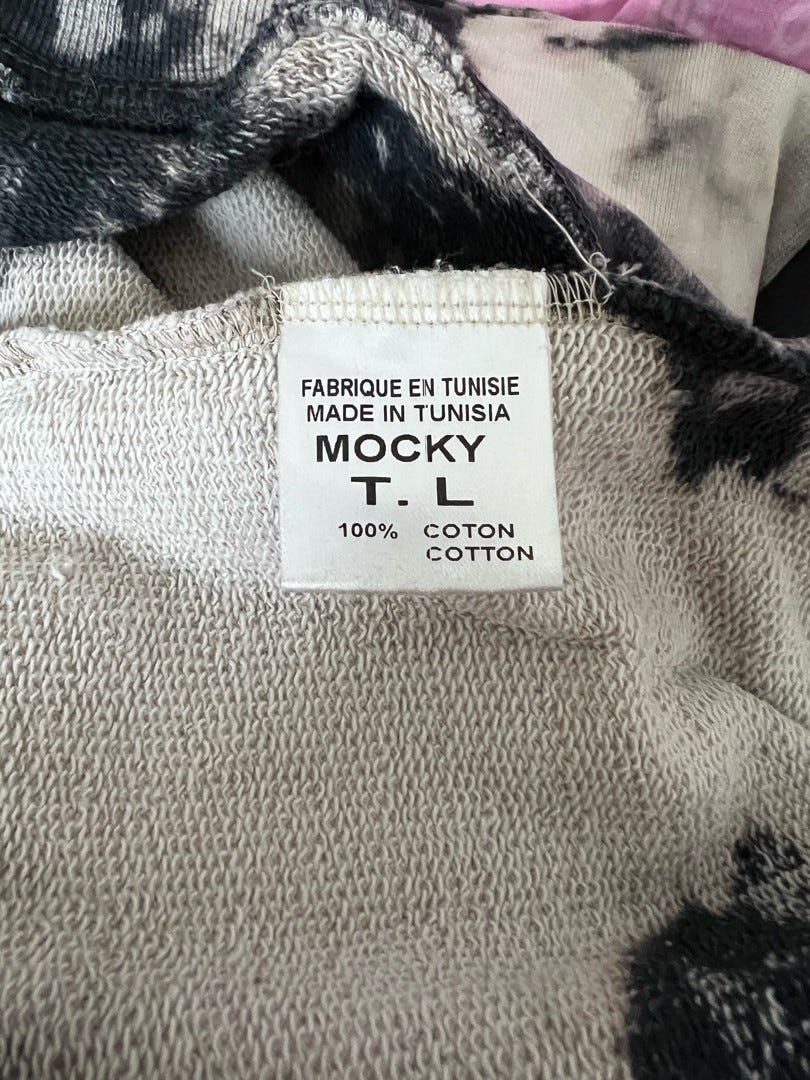 FABRIQUE EN TUNISIE
MADE IN TUNISIA
MOCKY
T. L
100% COTON
COTTON